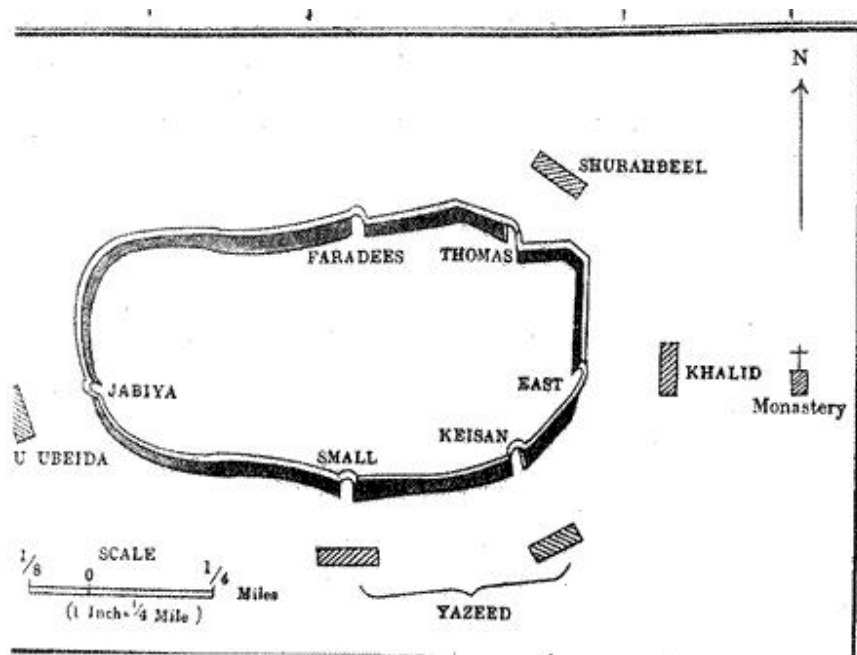 N
SHURAHBEEL
FARADEES
THOMAS
JABIYA
EAST
KHALID
Monastery
U UBEIDA
SMALL
KEISAN
1/8
SCALE
0
1/4
Miles
(1 Inch=1/4 Mile)
YAZEED